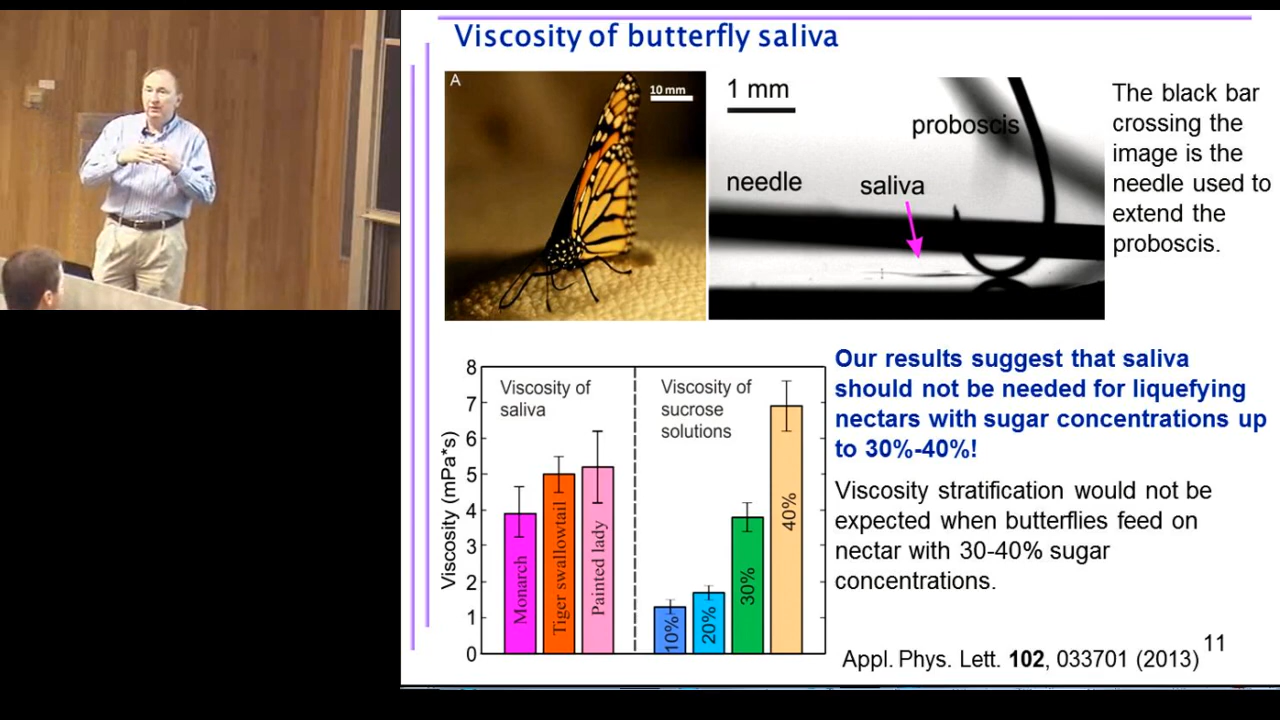 Viscosity of butterfly saliva
A
10 mm
1 mm
proboscis
needle
saliva
The black bar
crossing the
image is the
needle used to
extend the
proboscis.
8
7
6
5
4
3
2
1
0
Viscosity (mPa*s)
Viscosity of
saliva
Monarch
Tiger swallowtail
Painted lady
Viscosity of
sucrose
solutions
10%
20%
30%
40%
Our results suggest that saliva
should not be needed for liquefying
nectars with sugar concentrations up
to 30%-40%!
Viscosity stratification would not be
expected when butterflies feed on
nectar with 30-40% sugar
concentrations.
Appl. Phys. Lett. 102, 033701 (2013)
11